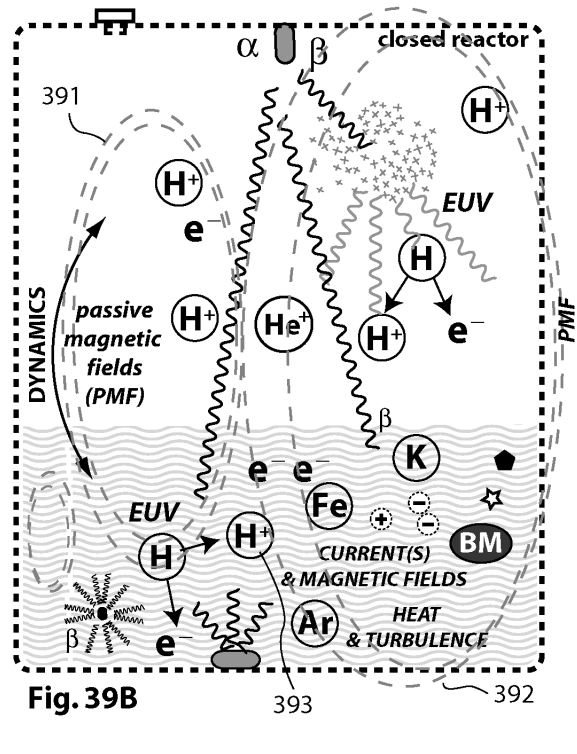 closed reactor
α
β
391
H+
H+
e⁻
EUV
H
DYNAMICS
passive
magnetic
fields
(PMF)
H+
He+
H+
e⁻
PMF
β
K
e⁻ e⁻
EUV
Fe
+
−
−
H
H+
BM
CURRENT(S)
& MAGNETIC FIELDS
Ar
HEAT
& TURBULENCE
β
e⁻
Fig. 39B
393
392